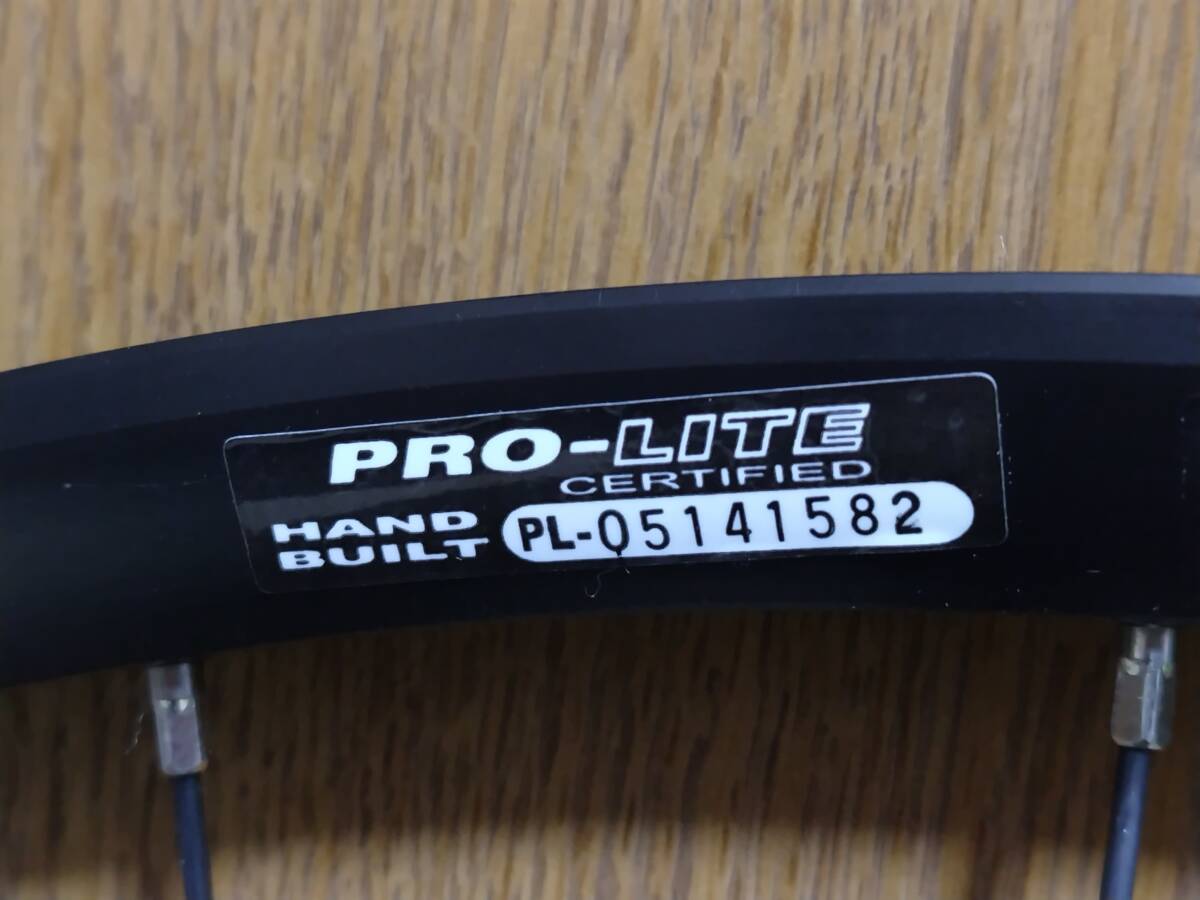 PRO-LITE
CERTIFIED
HAND
BUILT
PL-05141582